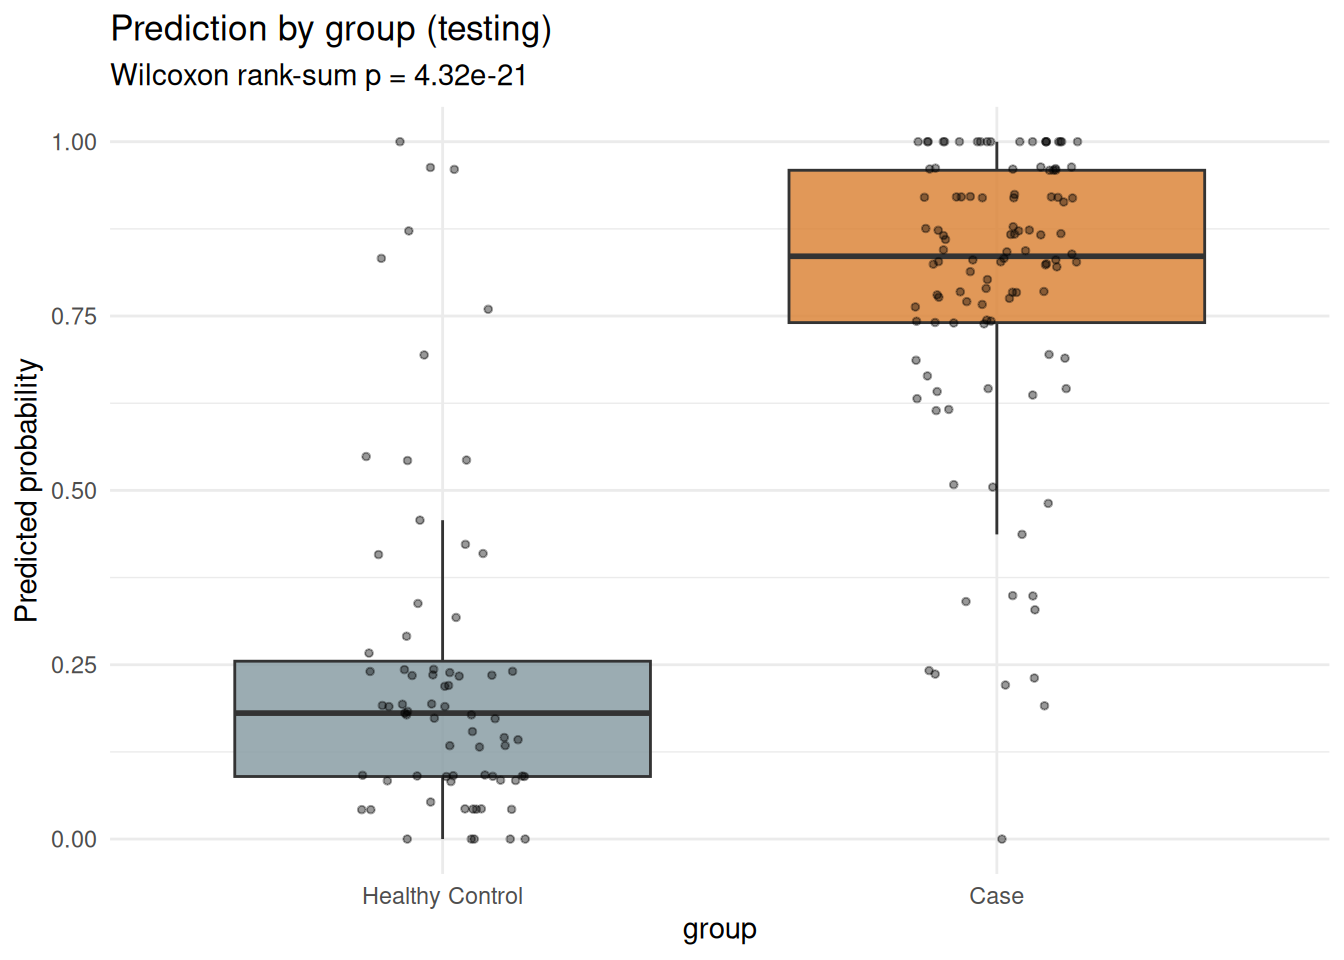 Prediction by group (testing)
Wilcoxon rank-sum p = 4.32e-21
1.00
0.75
0.50
0.25
0.00
Predicted probability
Healthy Control
Case
group